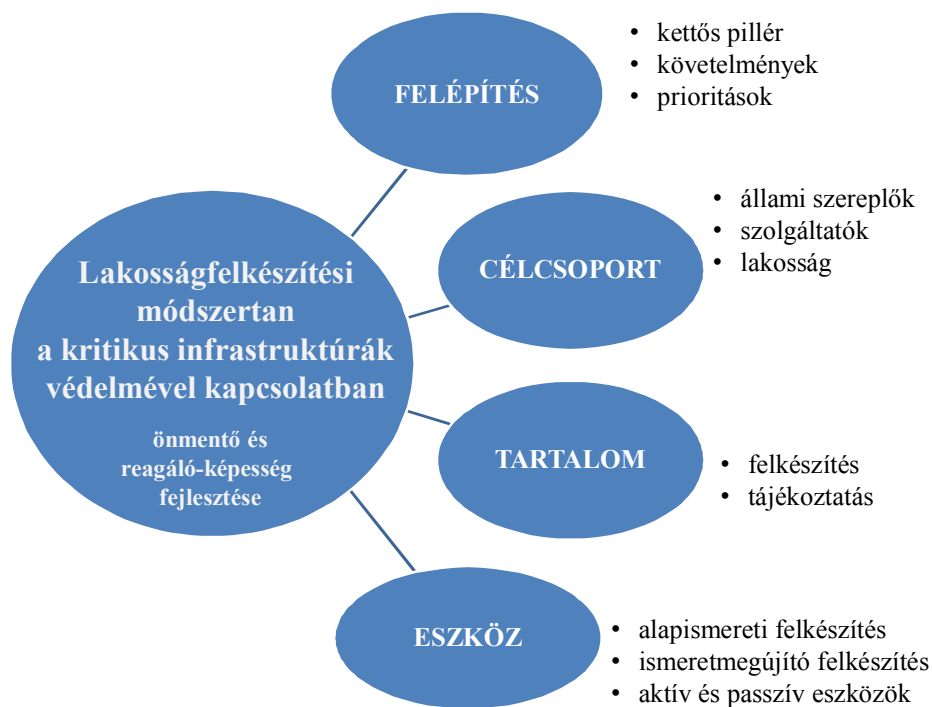 Lakosságfelkészítési
módszertan
a kritikus infrastruktúrák
védelmével kapcsolatban
önmentő és
reagáló-képesség
fejlesztése
FELÉPÍTÉS
• kettős pillér
• követelmények
• prioritások
CÉLCSOPORT
• állami szereplők
• szolgáltatók
• lakosság
TARTALOM
• felkészítés
• tájékoztatás
ESZKÖZ
• alapismereti felkészítés
• ismeretmegújító felkészítés
• aktív és passzív eszközök